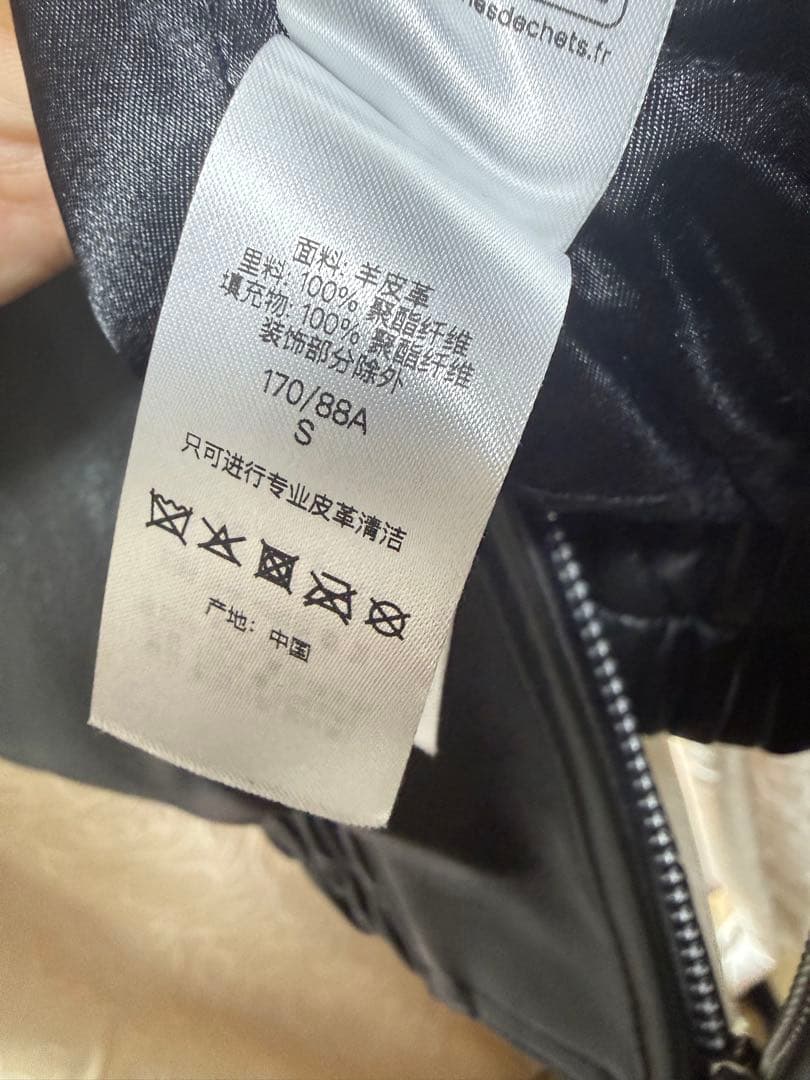 nesdechets.fr
面料: 羊皮革
里料: 100% 聚酯纤维
填充物: 100% 聚酯纤维
装饰部分除外
170/88A
S
只可进行专业皮革清洁
产地: 中国